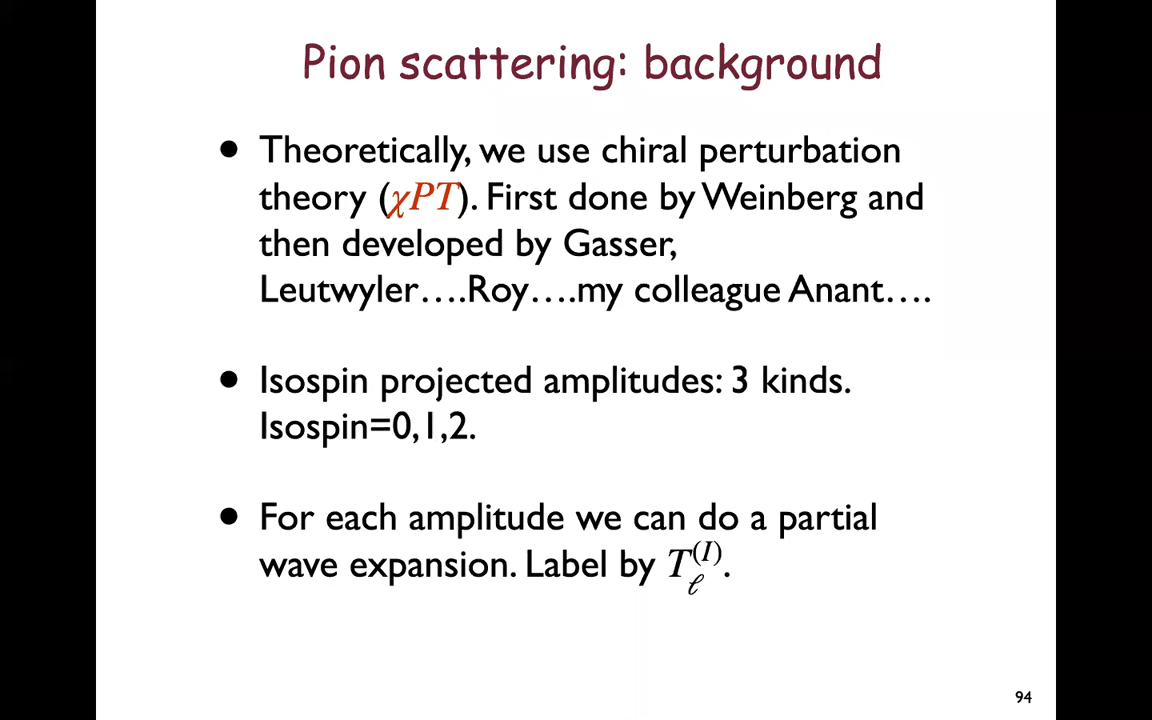 Pion scattering: background
• Theoretically, we use chiral perturbation
theory (χPT). First done by Weinberg and
then developed by Gasser,
Leutwyler….Roy….my colleague Anant….
• Isospin projected amplitudes: 3 kinds.
Isospin=0,1,2.
• For each amplitude we can do a partial
wave expansion. Label by T_ℓ^(I).
94